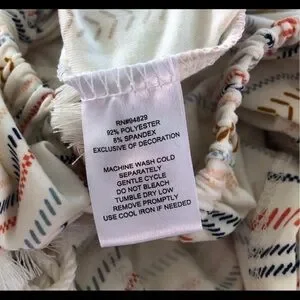 RN#94829
92% POLYESTER
8% SPANDEX
EXCLUSIVE OF DECORATION
MACHINE WASH COLD
SEPARATELY
GENTLE CYCLE
DO NOT BLEACH
TUMBLE DRY LOW
REMOVE PROMPTLY
USE COOL IRON IF NEEDED